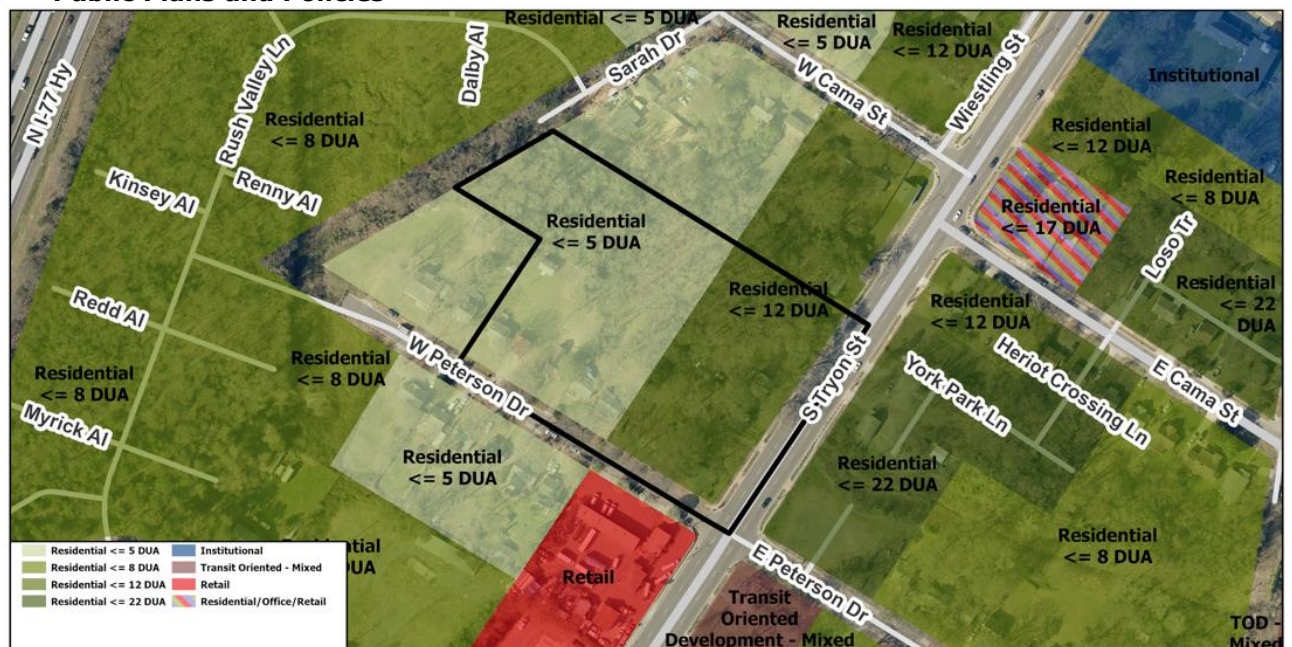 Public Plans and Policies
Residential <= 5 DUA
Residential
<= 5 DUA
Residential
<= 12 DUA
Institutional
N I-77 Hy
Rush Valley Ln
Dalby Al
Sarah Dr
W Cama St
Wiestling St
Residential
<= 8 DUA
Residential
<= 12 DUA
Kinsey Al
Renny Al
Residential
<= 8 DUA
Residential
<= 17 DUA
Loso Tr
Residential
<= 5 DUA
Residential
<= 22
DUA
Residential
<= 12 DUA
Residential
<= 12 DUA
Redd Al
W Peterson Dr
S Tryon St
York Park Ln
Heriot Crossing Ln
E Cama St
Residential
<= 8 DUA
Residential
<= 8 DUA
Myrick Al
Residential
<= 5 DUA
Residential
<= 22 DUA
Residential
<= 8 DUA
E Peterson Dr
Retail
Transit
Oriented
Development - Mixed
TOD -
Mixed
ntial
DUA
Residential <= 5 DUA
Residential <= 8 DUA
Residential <= 12 DUA
Residential <= 22 DUA
Institutional
Transit Oriented - Mixed
Retail
Residential/Office/Retail